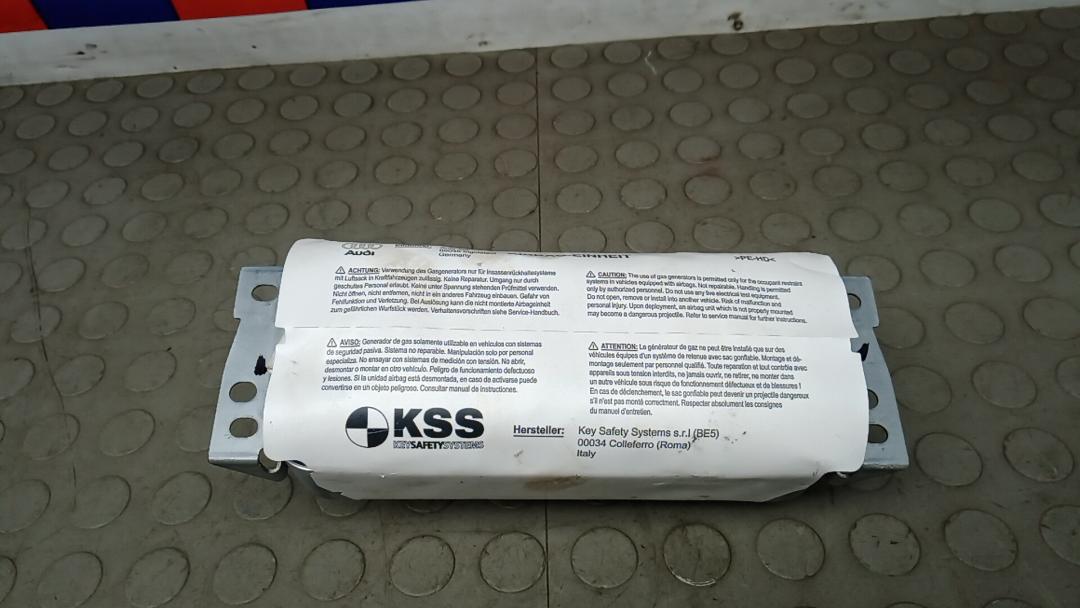 Audi
Germany
>PE-HD<
ACHTUNG: Verwendung des Gasgenerators nur für Insassenrückhaltesysteme
mit Luftsack in Kraftfahrzeugen zulässig. Keine Reparatur. Umgang nur durch
geschultes Personal erlaubt. Keine unter Spannung stehenden Prüfmittel verwenden.
Nicht öffnen, nicht entfernen, nicht in ein anderes Fahrzeug einbauen. Gefahr von
Fehlfunktion und Verletzung. Bei Auslösung kann die nicht montierte Airbageinheit
zum gefährlichen Wurfstück werden. Verhaltensvorschriften siehe Service-Handbuch.
CAUTION: The use of gas generators is permitted only for the occupant restraint
systems in vehicles equipped with airbags. Not repairable. Handling is permitted
only by authorized personnel. Do not use any live electrical test equipment.
Do not open, remove or install into another vehicle. Risk of malfunction and
personal injury. Upon deployment, an airbag unit which is not properly mounted
may become a dangerous projectile. Refer to service manual for further instructions.
AVISO: Generador de gas solamente utilizable en vehículos con sistemas
de seguridad pasiva. Sistema no reparable. Manipulación solo por personal
especializa. No ensayar con sistemas de medición con tensión. No abrir,
desmontar o montar en otro vehículo. Peligro de funcionamiento defectuoso
y lesiones. Si la unidad airbag está desmontada, en caso de activarse puede
convertirse en un objeto peligroso. Consultar manual de instrucciones.
ATTENTION: La générateur de gaz ne peut être installée que sur des
véhicules équipes d'un système de retenue avec sac gonflable. Montage et dé-
montage seulement par personnel qualifié. Toute reparation et tout contrôle avec
appareils sous tension interdits, ne jamais ouvrir, ne retirer, ne monter dans
un autre véhicule sous risque de fonctionnement défectueux et de blessures !
En cas de déclenchement, le sac gonflable peut devenir un projectile dangereux
s'il n'est pas monté correctement. Respecter absolument les consignes
du manuel d'entretien.
KSS
KEYSAFETYSYSTEMS
Hersteller: Key Safety Systems s.r.l (BE5)
00034 Colleferro (Roma)
Italy